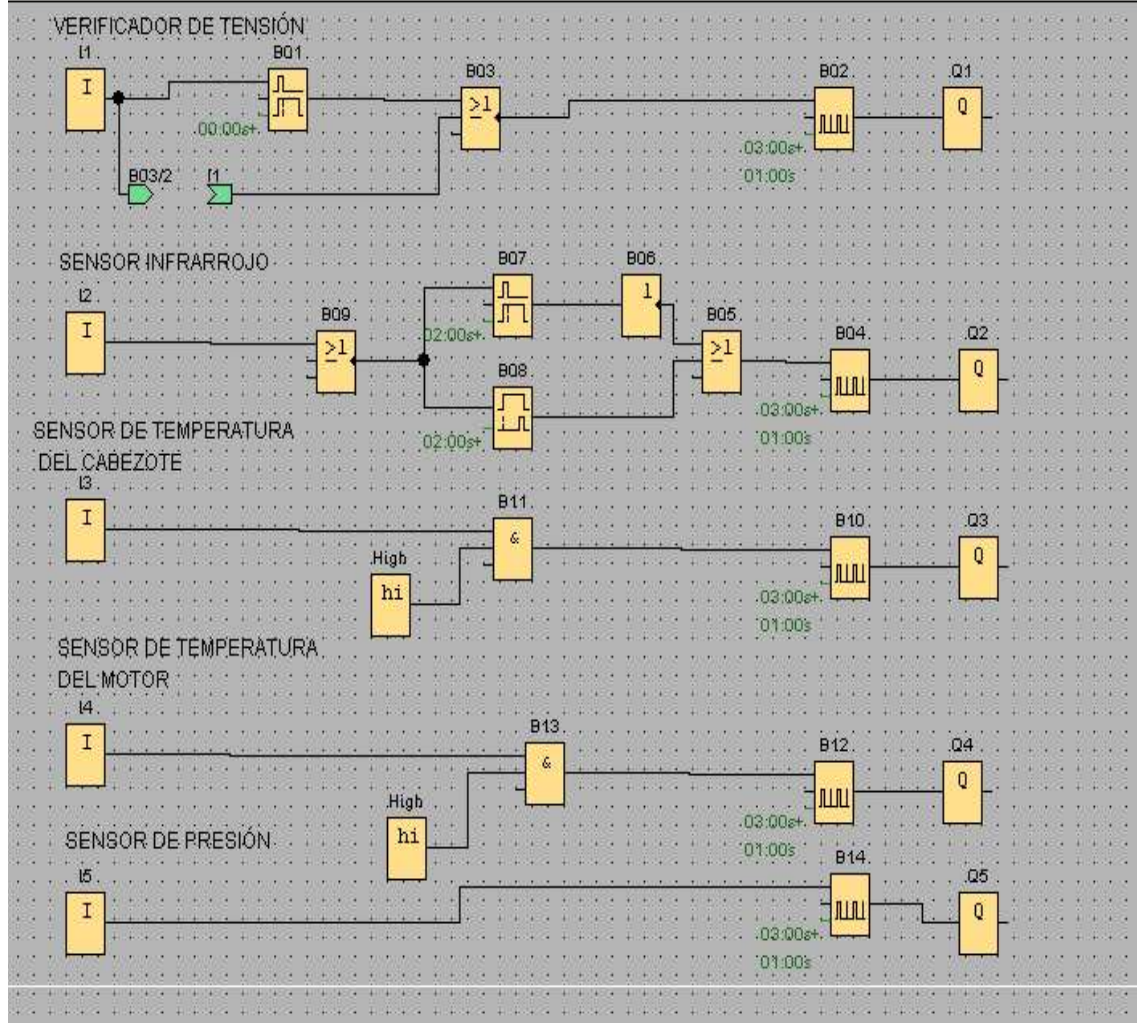 VERIFICADOR DE TENSIÓN
I1
B01
B03
B02
Q1
I
≥1
Q
00:00s+
03:00s+
01:00s
B03/2
I1
SENSOR INFRARROJO
B07
B06
I2
B09
1
B05
B04
Q2
I
≥1
02:00s+
≥1
Q
B08
03:00s+
01:00s
02:00s+
SENSOR DE TEMPERATURA
DEL CABEZOTE
I3
B11
B10
Q3
I
&
Q
High
hi
03:00s+
01:00s
SENSOR DE TEMPERATURA
DEL MOTOR
I4
B13
B12
Q4
I
&
Q
High
hi
03:00s+
01:00s
SENSOR DE PRESIÓN
B14
I5
Q5
I
Q
03:00s+
01:00s